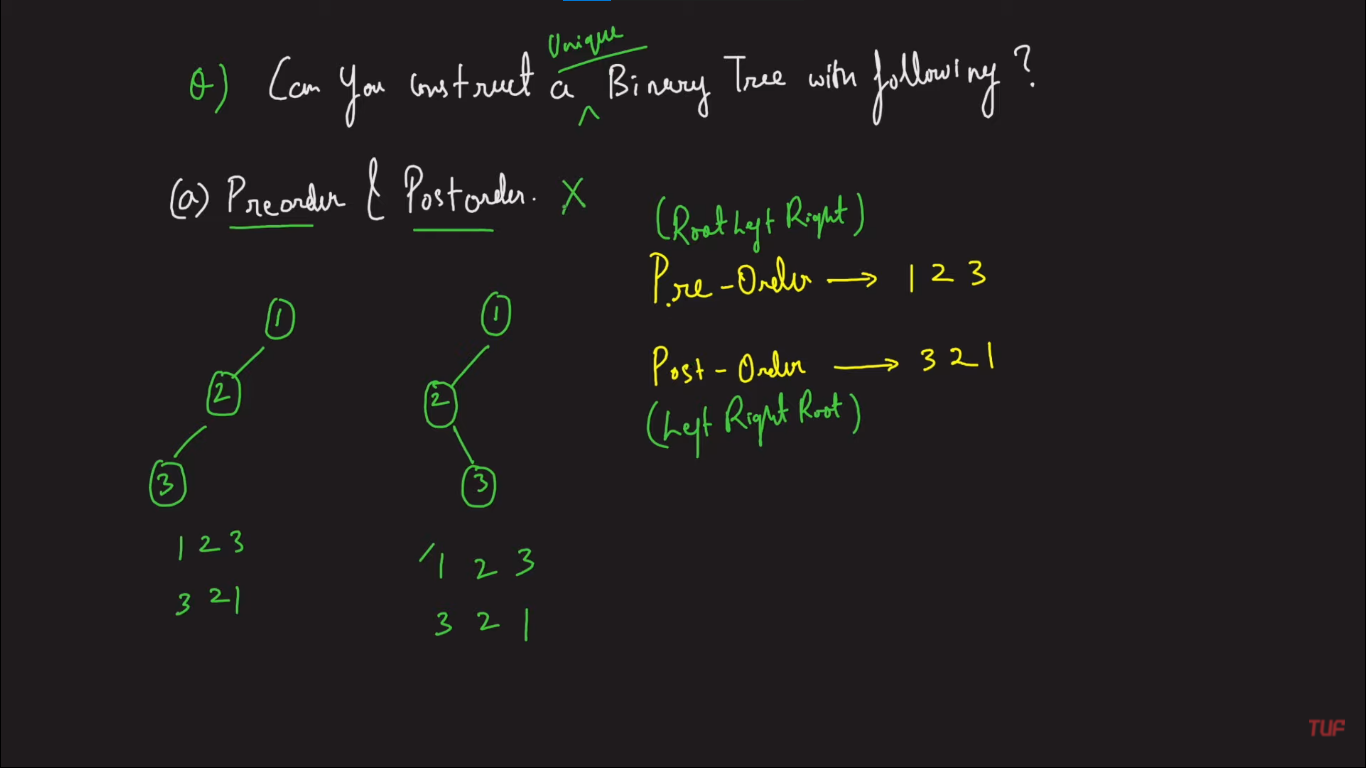 Unique
Q) Can you construct a ^ Binary Tree with following?
(a) Preorder & Postorder. X
(Root Left Right)
Pre-Order → 1 2 3
Post-Order → 3 2 1
(Left Right Root)
1
2
3
1 2 3
3 2 1
1
2
3
1 2 3
3 2 1
TUF